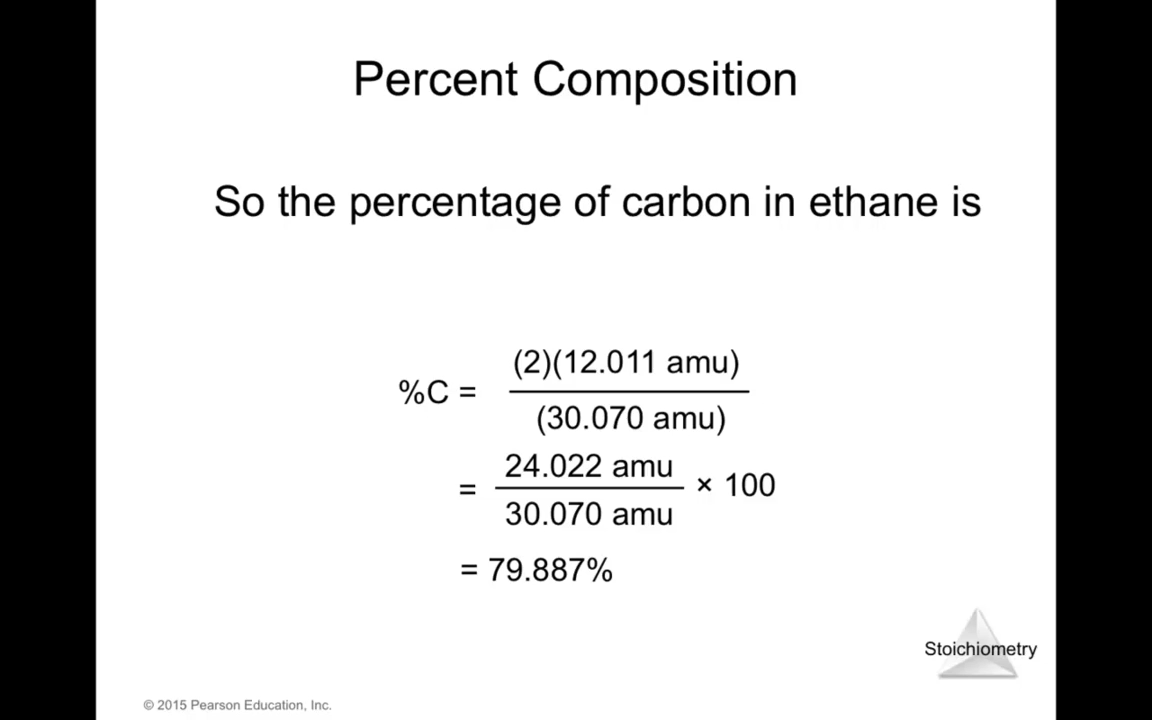 Percent Composition
So the percentage of carbon in ethane is
(2)(12.011 amu)
%C =
(30.070 amu)
24.022 amu
= × 100
30.070 amu
= 79.887%
Stoichiometry
© 2015 Pearson Education, Inc.